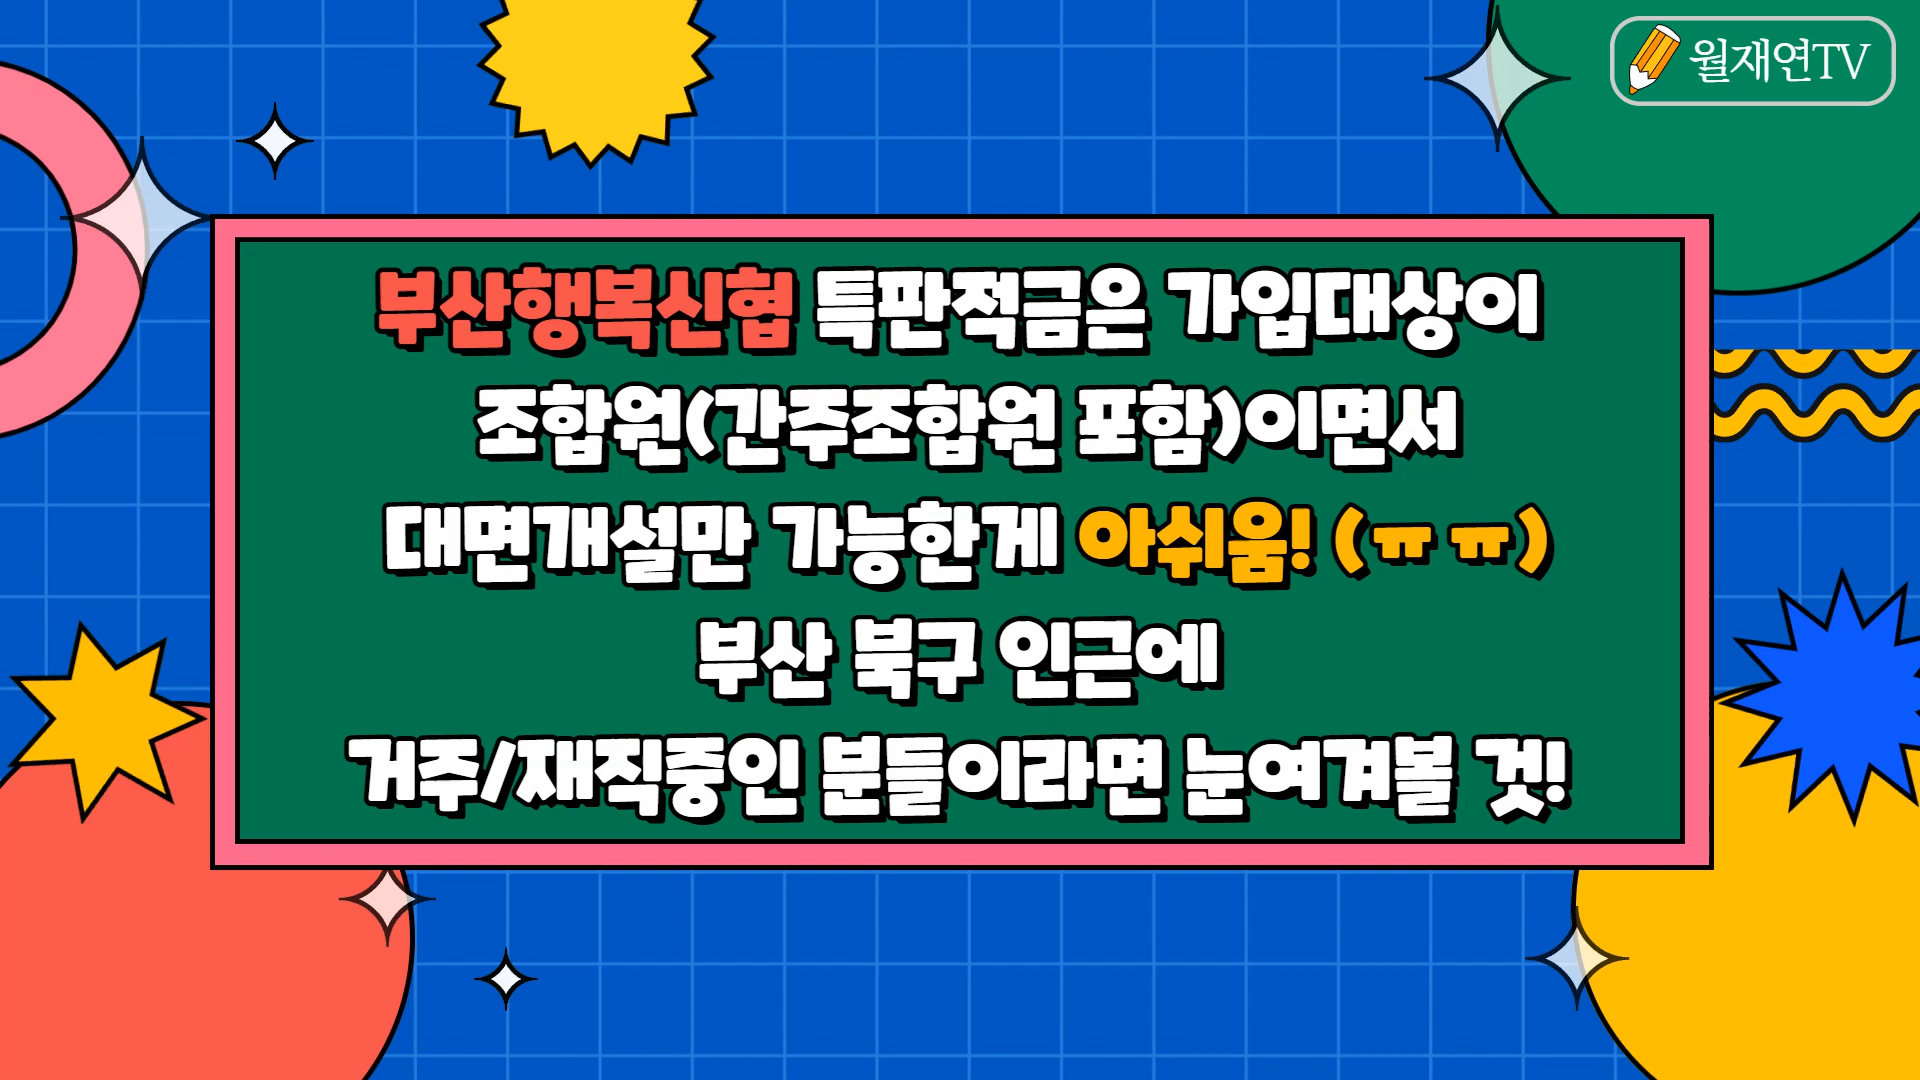 월재연TV
부산행복신협 특판적금은 가입대상이
조합원(간주조합원 포함)이면서
대면개설만 가능한게 아쉬움! (ㅠㅠ)
부산 북구 인근에
거주/재직중인 분들이라면 눈여겨볼 것!